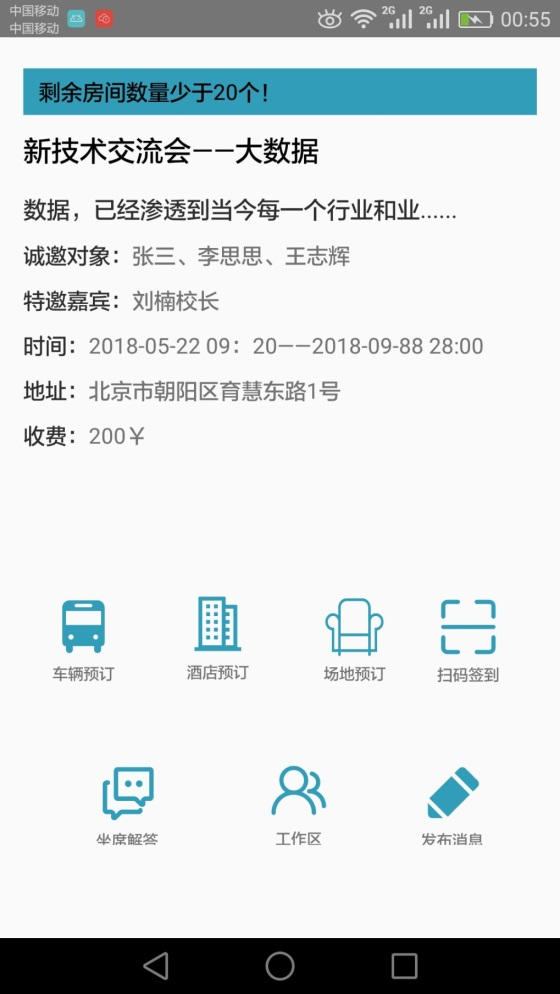 中国移动
中国移动
2G 2G 00:55
剩余房间数量少于20个！
新技术交流会——大数据
数据，已经渗透到当今每一个行业和业......
诚邀对象：张三、李思思、王志辉
特邀嘉宾：刘楠校长
时间：2018-05-22 09：20——2018-09-88 28:00
地址：北京市朝阳区育慧东路1号
收费：200￥
车辆预订 酒店预订 场地预订 扫码签到
坐席解答 工作区 发布消息